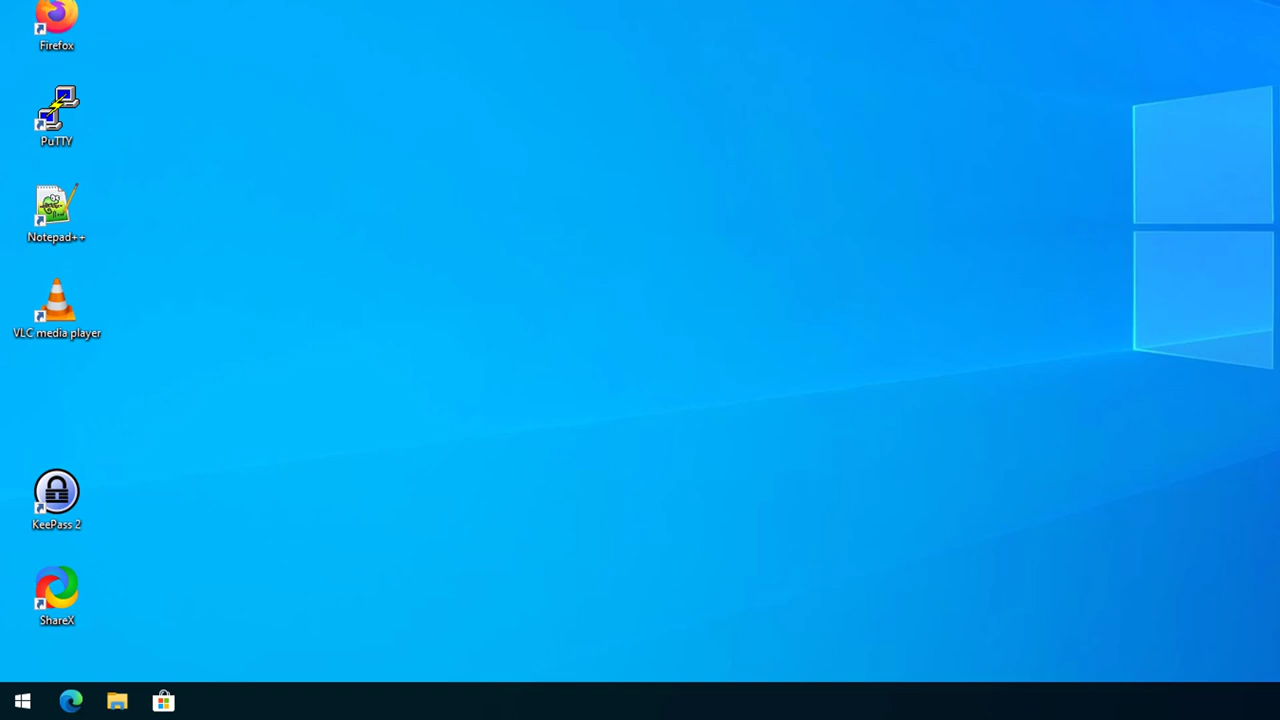 Firefox
PuTTY
Notepad++
VLC media player
KeePass 2
ShareX